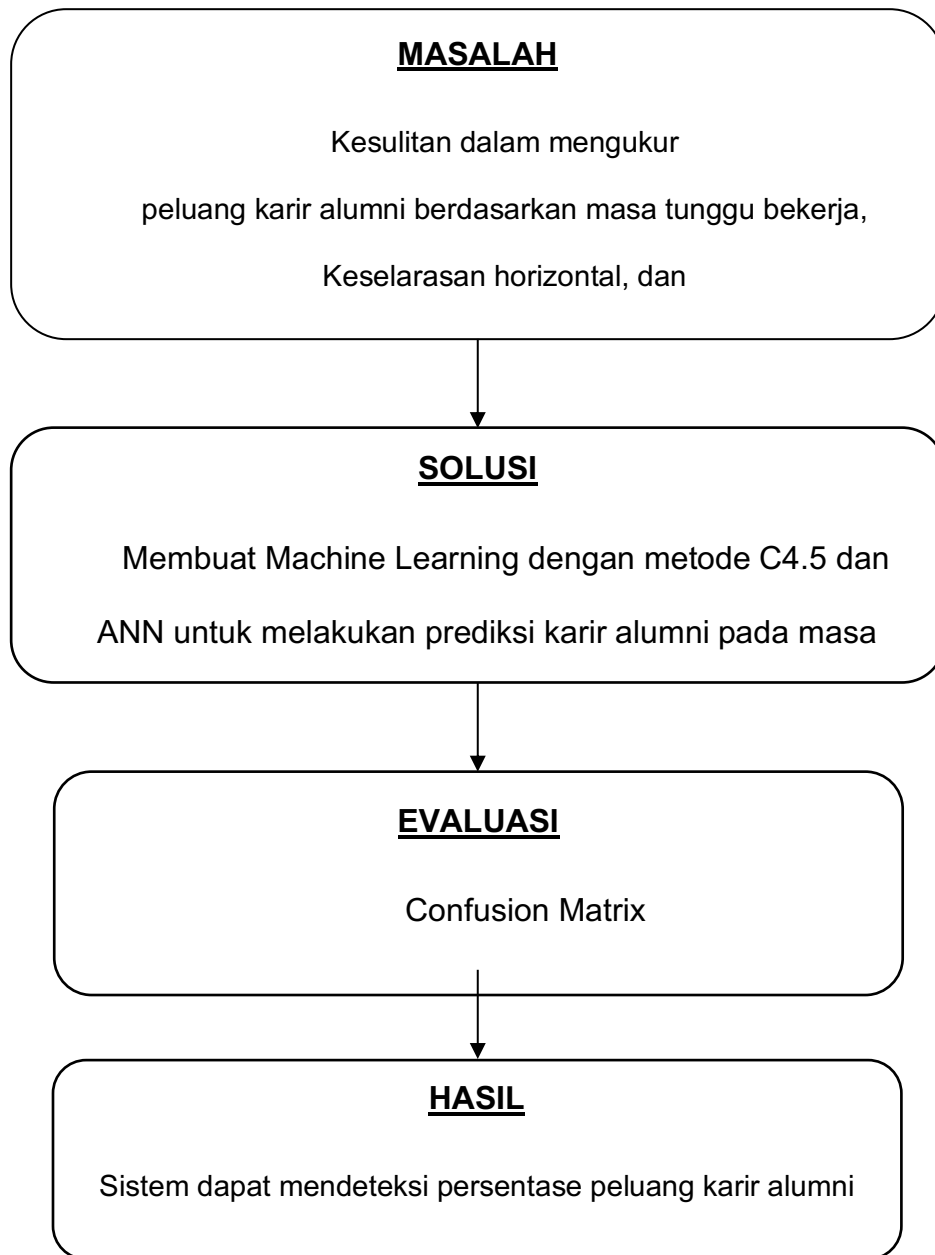 MASALAH
Kesulitan dalam mengukur
peluang karir alumni berdasarkan masa tunggu bekerja,
Keselarasan horizontal, dan
SOLUSI
Membuat Machine Learning dengan metode C4.5 dan
ANN untuk melakukan prediksi karir alumni pada masa
EVALUASI
Confusion Matrix
HASIL
Sistem dapat mendeteksi persentase peluang karir alumni